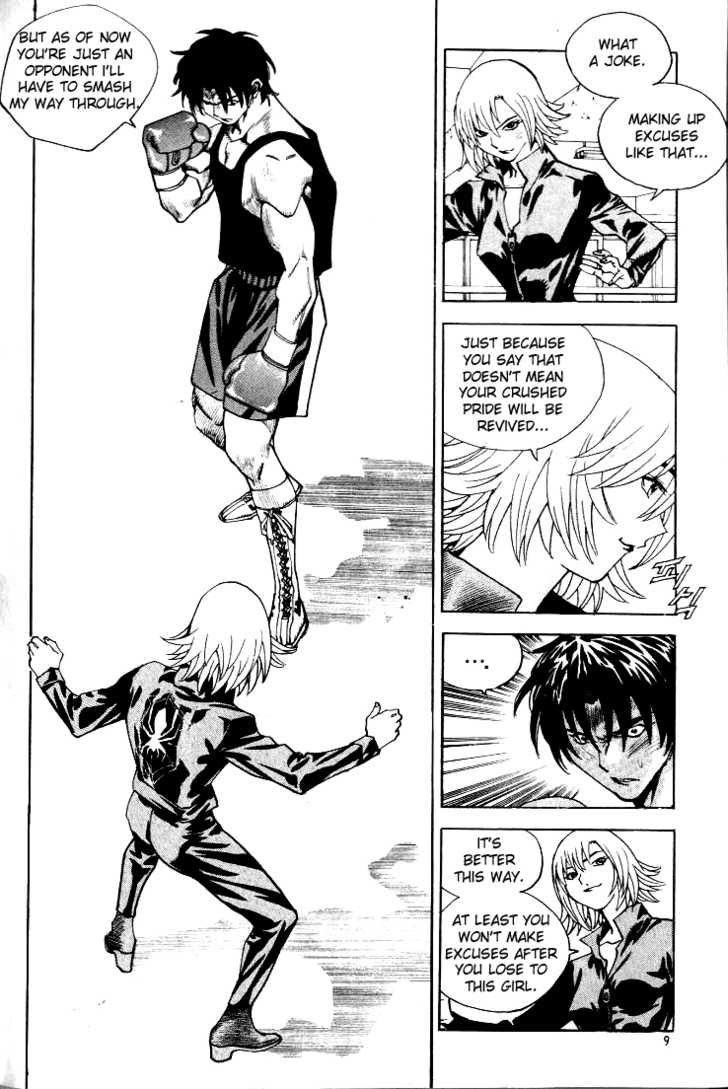 BUT AS OF NOW
YOU'RE JUST AN
OPPONENT I'LL
HAVE TO SMASH
MY WAY THROUGH.
WHAT
A JOKE.
MAKING UP
EXCUSES
LIKE THAT...
JUST BECAUSE
YOU SAY THAT
DOESN'T MEAN
YOUR CRUSHED
PRIDE WILL BE
REVIVED...
피식
....
IT'S
BETTER
THIS WAY.
AT LEAST YOU
WON'T MAKE
EXCUSES AFTER
YOU LOSE TO
THIS GIRL.
9